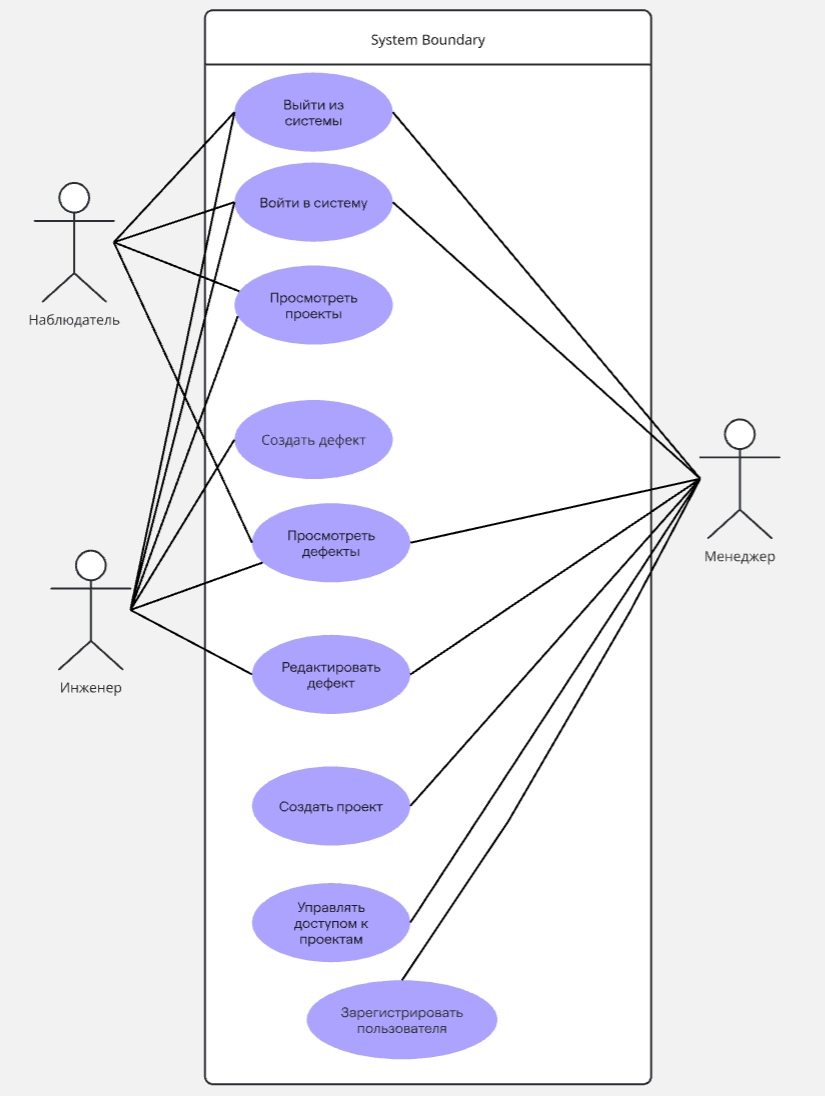 System Boundary
Выйти из
системы
Войти в систему
Просмотреть
проекты
Наблюдатель
Создать дефект
Просмотреть
дефекты
Менеджер
Инженер
Редактировать
дефект
Создать проект
Управлять
доступом к
проектам
Зарегистрировать
пользователя